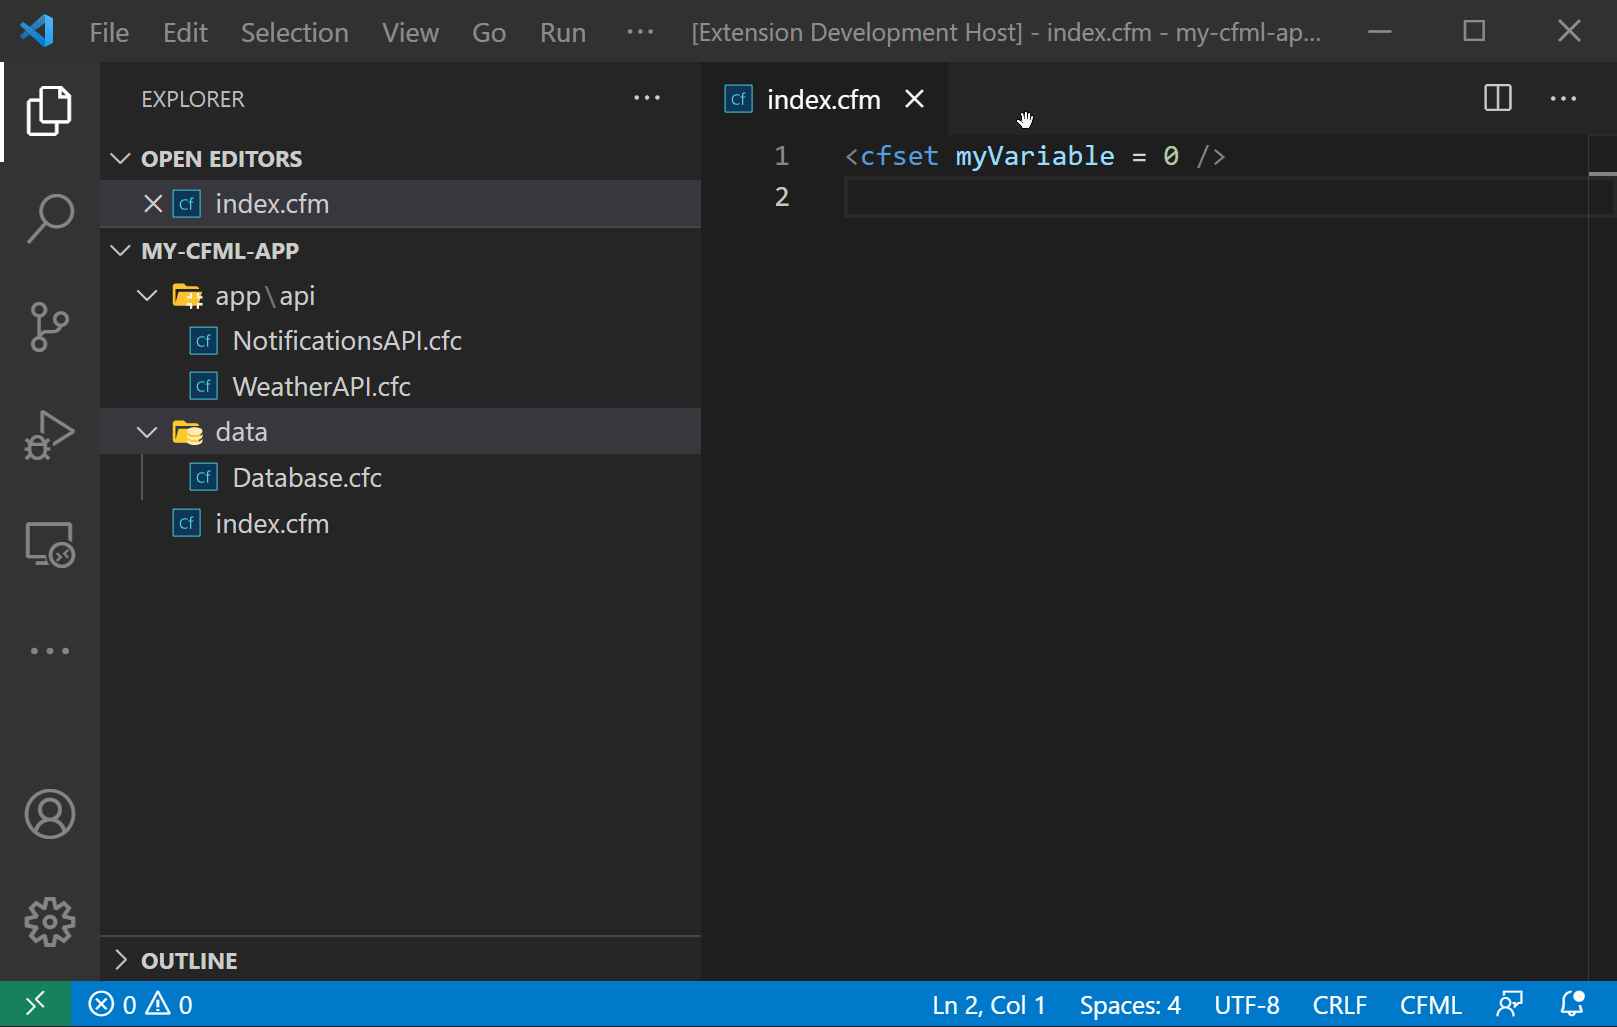 File Edit Selection View Go Run ··· [Extension Development Host] - index.cfm - my-cfml-ap...
EXPLORER
OPEN EDITORS
Cf index.cfm
MY-CFML-APP
app\api
Cf NotificationsAPI.cfc
Cf WeatherAPI.cfc
data
Cf Database.cfc
Cf index.cfm
OUTLINE
Cf index.cfm
1 <cfset myVariable = 0 />
2
0 0 Ln 2, Col 1 Spaces: 4 UTF-8 CRLF CFML